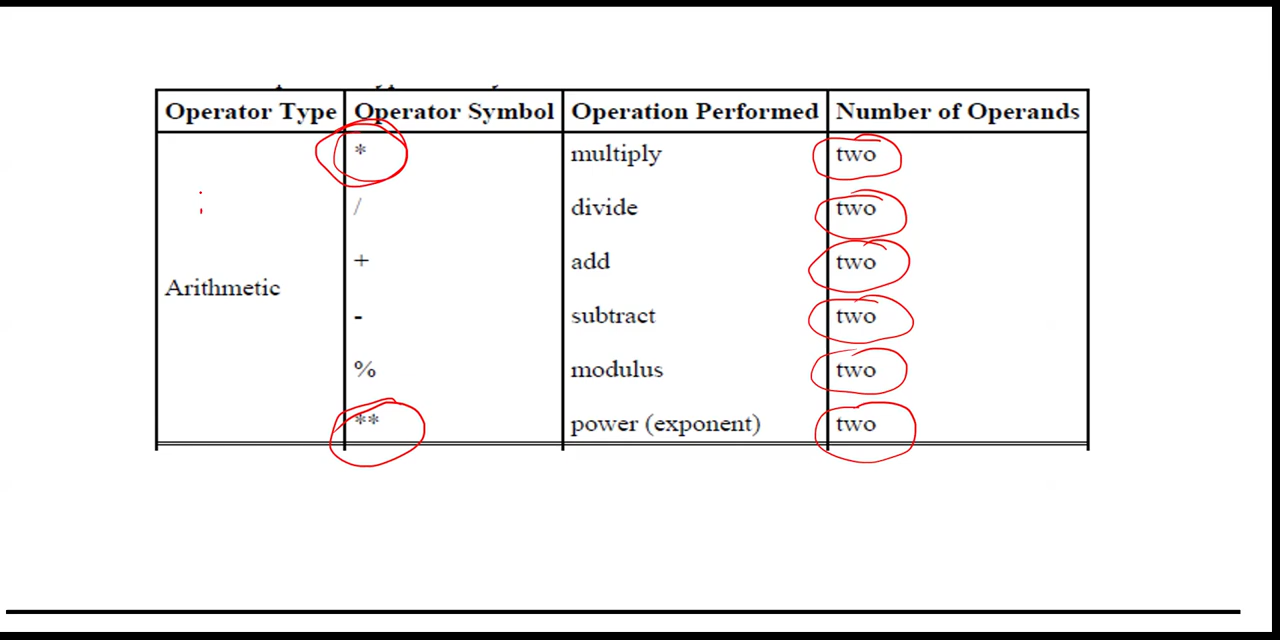 Operator Type Operator Symbol Operation Performed Number of Operands
* multiply two
/ divide two
+ add two
Arithmetic
- subtract two
% modulus two
** power (exponent) two